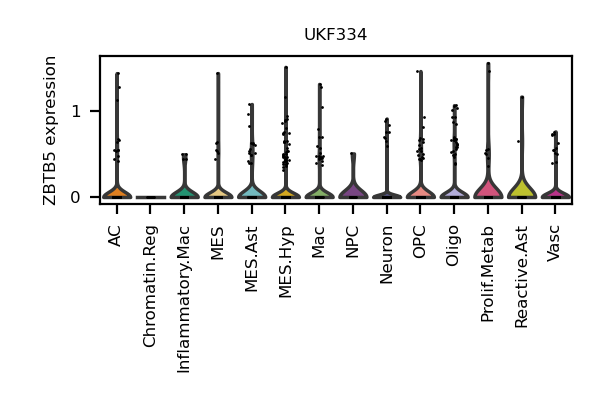 UKF334
ZBTB5 expression
1
0
AC
Chromatin.Reg
Inflammatory.Mac
MES
MES.Ast
MES.Hyp
Mac
NPC
Neuron
OPC
Oligo
Prolif.Metab
Reactive.Ast
Vasc